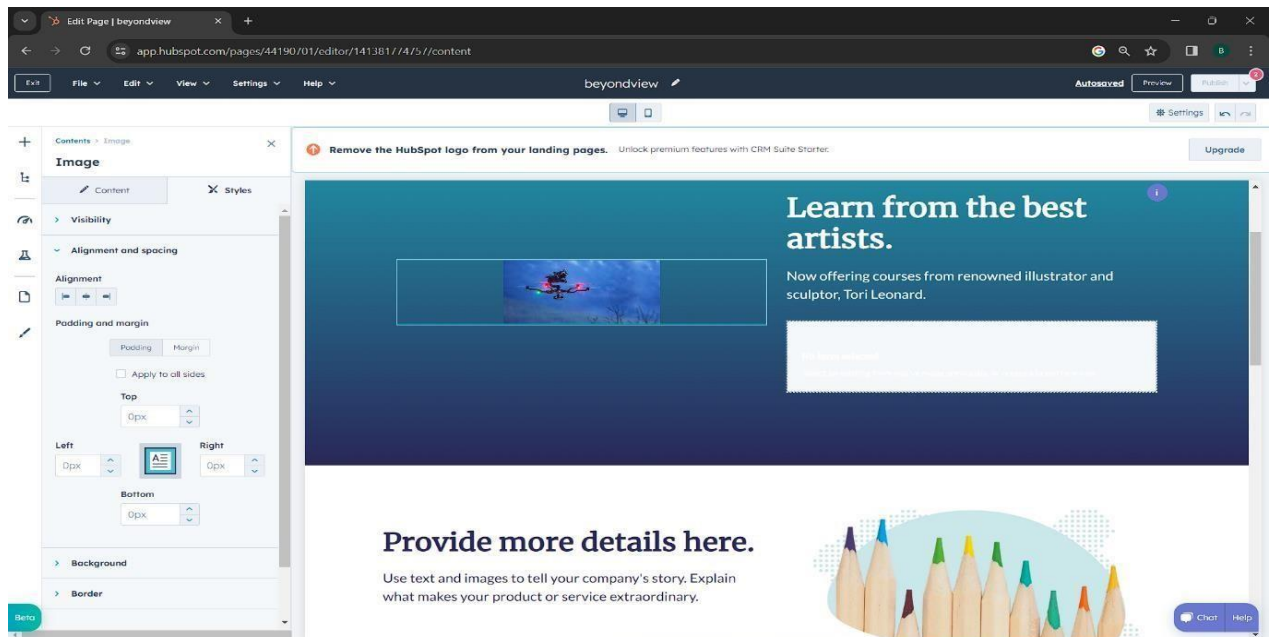 Edit Page | beyondview
app.hubspot.com/pages/44190701/editor/141381774757/content
B
Exit
File
Edit
View
Settings
Help
beyondview
Autosaved
Preview
Publish
2
Settings
Contents > Image
Image
Content
Styles
Visibility
Alignment and spacing
Alignment
Padding and margin
Padding
Margin
Apply to all sides
Top
0px
Left
Right
0px
0px
Bottom
0px
Background
Border
Beta
Remove the HubSpot logo from your landing pages. Unlock premium features with CRM Suite Starter.
Upgrade
Learn from the best
artists.
Now offering courses from renowned illustrator and
sculptor, Tori Leonard.
Provide more details here.
Use text and images to tell your company's story. Explain
what makes your product or service extraordinary.
Chat
Help